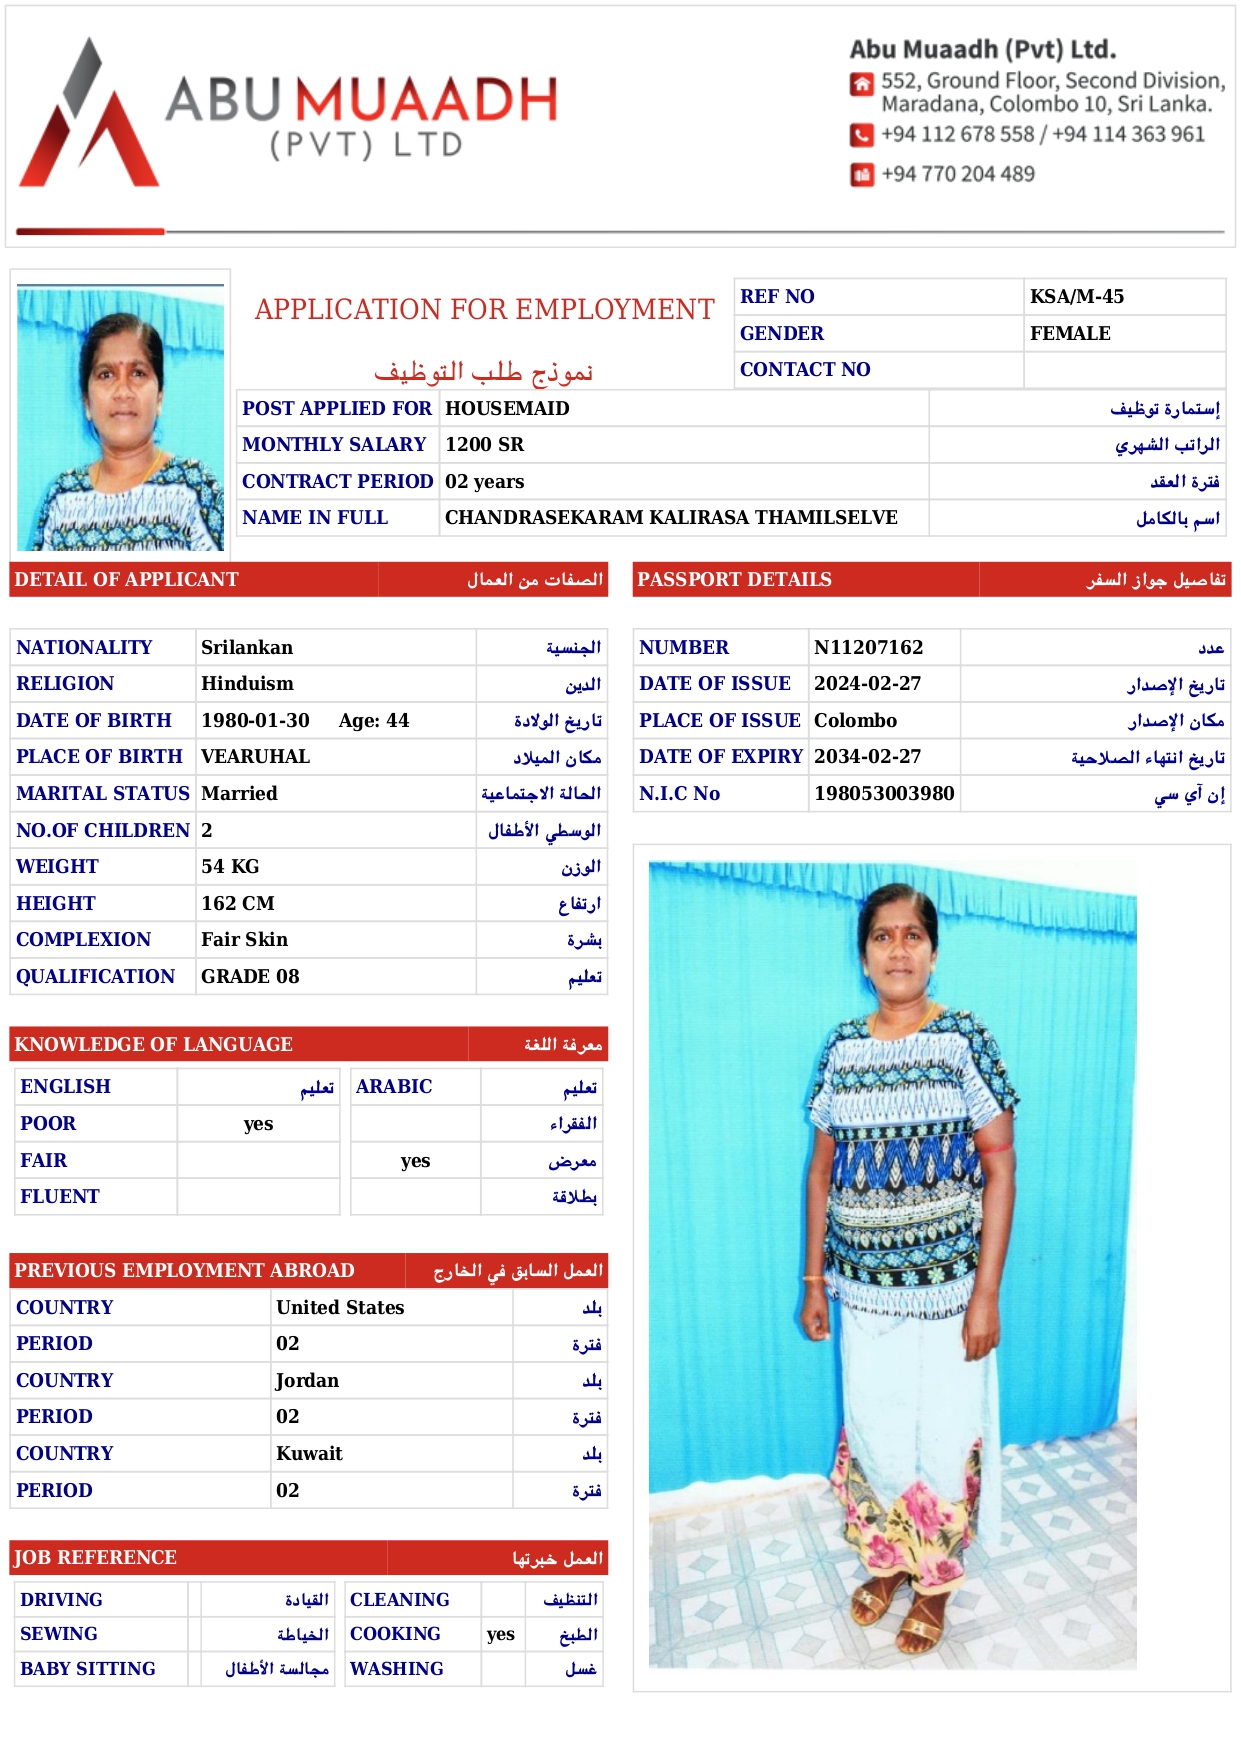 ABU MUAADH
(PVT) LTD
Abu Muaadh (Pvt) Ltd.
552, Ground Floor, Second Division,
Maradana, Colombo 10, Sri Lanka.
+94 112 678 558 / +94 114 363 961
+94 770 204 489
APPLICATION FOR EMPLOYMENT
نموذج طلب التوظيف
REF NO KSA/M-45
GENDER FEMALE
CONTACT NO
POST APPLIED FOR HOUSEMAID إستمارة توظيف
MONTHLY SALARY 1200 SR الراتب الشهري
CONTRACT PERIOD 02 years فترة العقد
NAME IN FULL CHANDRASEKARAM KALIRASA THAMILSELVE اسم بالكامل
DETAIL OF APPLICANT الصفات من العمال
NATIONALITY Srilankan الجنسية
RELIGION Hinduism الدين
DATE OF BIRTH 1980-01-30 Age: 44 تاريخ الولادة
PLACE OF BIRTH VEARUHAL مكان الميلاد
MARITAL STATUS Married الحالة الاجتماعية
NO.OF CHILDREN 2 الوسطي الأطفال
WEIGHT 54 KG الوزن
HEIGHT 162 CM ارتفاع
COMPLEXION Fair Skin بشرة
QUALIFICATION GRADE 08 تعليم
PASSPORT DETAILS تفاصيل جواز السفر
NUMBER N11207162 عدد
DATE OF ISSUE 2024-02-27 تاريخ الإصدار
PLACE OF ISSUE Colombo مكان الإصدار
DATE OF EXPIRY 2034-02-27 تاريخ انتهاء الصلاحية
N.I.C No 198053003980 إن آي سي
KNOWLEDGE OF LANGUAGE معرفة اللغة
ENGLISH تعليم ARABIC تعليم
POOR yes الفقراء
FAIR yes معرض
FLUENT بطلاقة
PREVIOUS EMPLOYMENT ABROAD العمل السابق في الخارج
COUNTRY United States بلد
PERIOD 02 فترة
COUNTRY Jordan بلد
PERIOD 02 فترة
COUNTRY Kuwait بلد
PERIOD 02 فترة
JOB REFERENCE العمل خبرتها
DRIVING القيادة CLEANING التنظيف
SEWING الخياطة COOKING yes الطبخ
BABY SITTING مجالسة الأطفال WASHING غسل